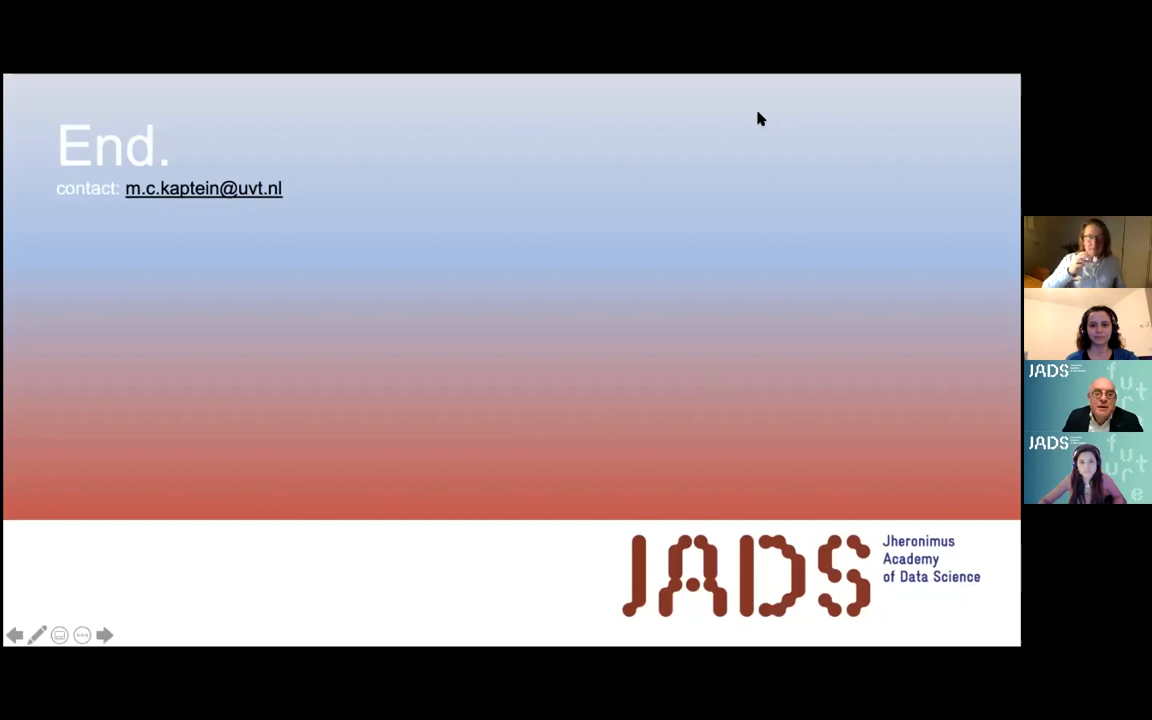 End.
contact: m.c.kaptein@uvt.nl
JADS
Jheronimus
Academy
of Data Science
JADS
JADS